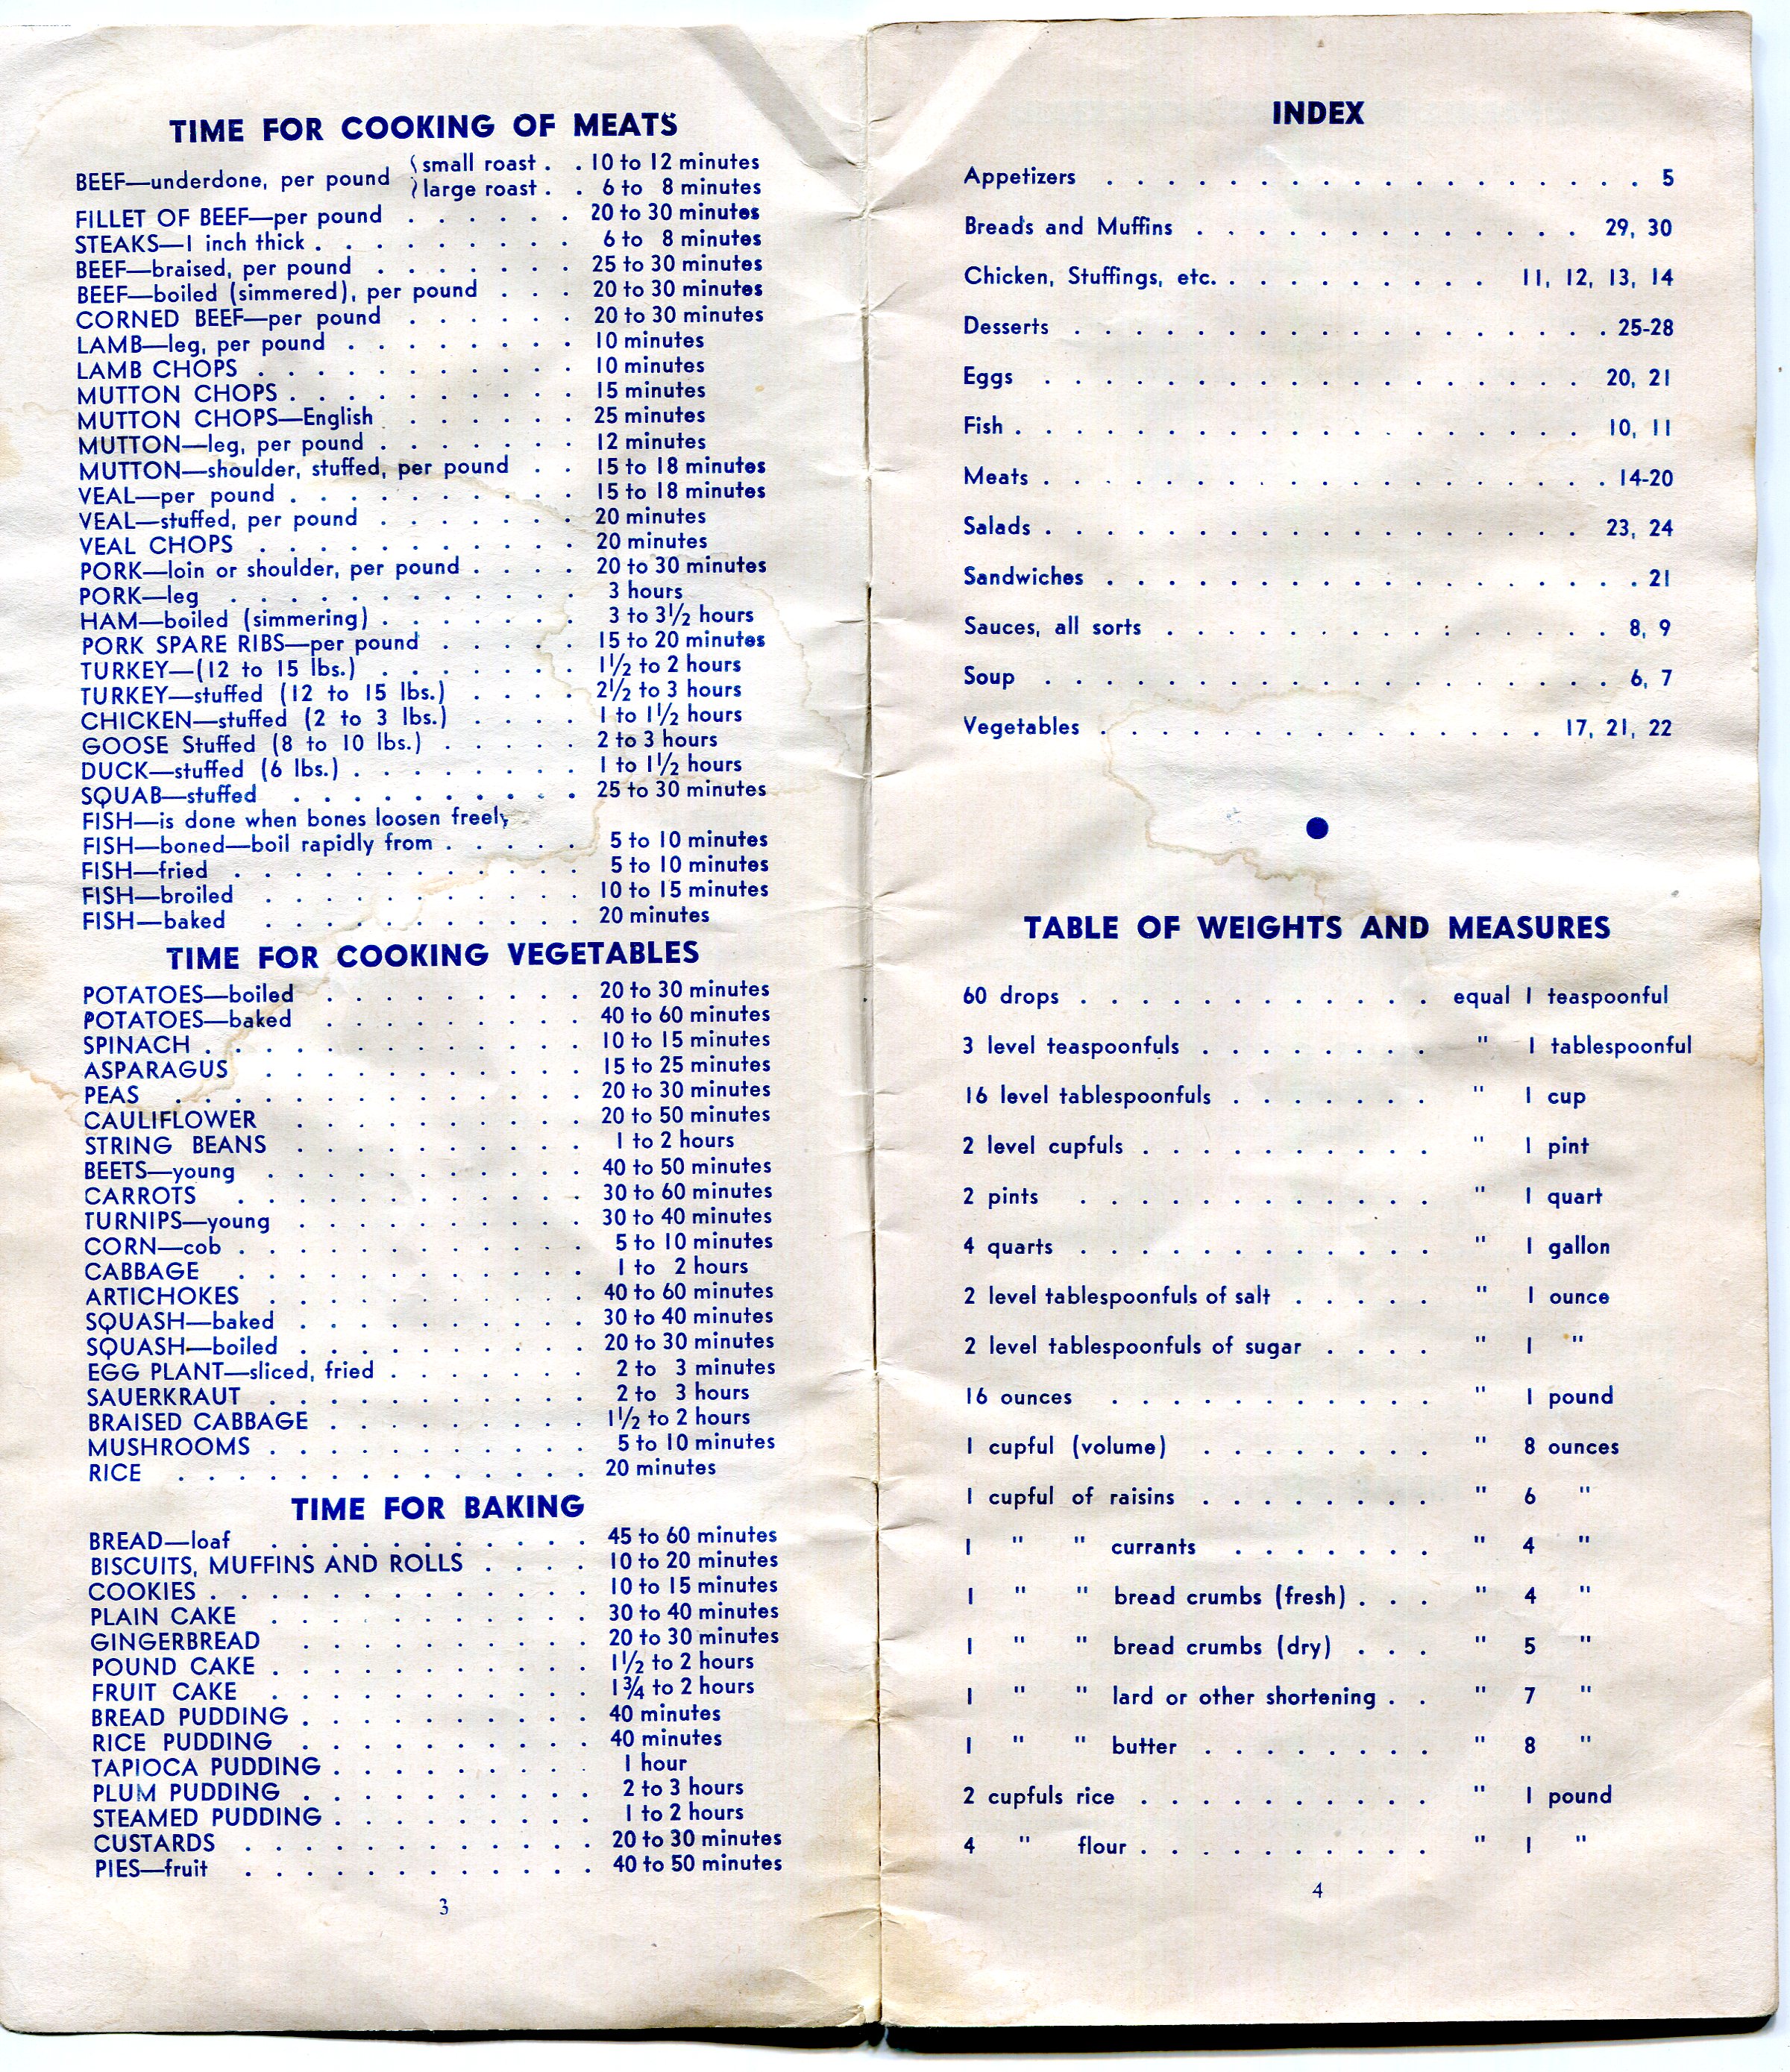 TIME FOR COOKING OF MEATS
BEEF—underdone, per pound { small roast . . 10 to 12 minutes
{ large roast . . 6 to 8 minutes
FILLET OF BEEF—per pound . . . . . . 20 to 30 minutes
STEAKS—1 inch thick . . . . . . . . . 6 to 8 minutes
BEEF—braised, per pound . . . . . . . 25 to 30 minutes
BEEF—boiled (simmered), per pound . . . 20 to 30 minutes
CORNED BEEF—per pound . . . . . . 20 to 30 minutes
LAMB—leg, per pound . . . . . . . . 10 minutes
LAMB CHOPS . . . . . . . . . . . 10 minutes
MUTTON CHOPS . . . . . . . . . . 15 minutes
MUTTON CHOPS—English . . . . . . 25 minutes
MUTTON—leg, per pound . . . . . . . 12 minutes
MUTTON—shoulder, stuffed, per pound . . 15 to 18 minutes
VEAL—per pound . . . . . . . . . . 15 to 18 minutes
VEAL—stuffed, per pound . . . . . . . 20 minutes
VEAL CHOPS . . . . . . . . . . . 20 minutes
PORK—loin or shoulder, per pound . . . . 20 to 30 minutes
PORK—leg . . . . . . . . . . . . 3 hours
HAM—boiled (simmering) . . . . . . . 3 to 3½ hours
PORK SPARE RIBS—per pound . . . . . 15 to 20 minutes
TURKEY—(12 to 15 lbs.) . . . . . . . 1½ to 2 hours
TURKEY—stuffed (12 to 15 lbs.) . . . . 2½ to 3 hours
CHICKEN—stuffed (2 to 3 lbs.) . . . . 1 to 1½ hours
GOOSE Stuffed (8 to 10 lbs.) . . . . . 2 to 3 hours
DUCK—stuffed (6 lbs.) . . . . . . . . 1 to 1½ hours
SQUAB—stuffed . . . . . . . . . . 25 to 30 minutes
FISH—is done when bones loosen freely
FISH—boned—boil rapidly from . . . . . 5 to 10 minutes
FISH—fried . . . . . . . . . . . . 5 to 10 minutes
FISH—broiled . . . . . . . . . . . 10 to 15 minutes
FISH—baked . . . . . . . . . . . 20 minutes
TIME FOR COOKING VEGETABLES
POTATOES—boiled . . . . . . . . . 20 to 30 minutes
POTATOES—baked . . . . . . . . . 40 to 60 minutes
SPINACH . . . . . . . . . . . . . 10 to 15 minutes
ASPARAGUS . . . . . . . . . . . 15 to 25 minutes
PEAS . . . . . . . . . . . . . . 20 to 30 minutes
CAULIFLOWER . . . . . . . . . . 20 to 50 minutes
STRING BEANS . . . . . . . . . . 1 to 2 hours
BEETS—young . . . . . . . . . . . 40 to 50 minutes
CARROTS . . . . . . . . . . . . 30 to 60 minutes
TURNIPS—young . . . . . . . . . . 30 to 40 minutes
CORN—cob . . . . . . . . . . . . 5 to 10 minutes
CABBAGE . . . . . . . . . . . . 1 to 2 hours
ARTICHOKES . . . . . . . . . . . 40 to 60 minutes
SQUASH—baked . . . . . . . . . . 30 to 40 minutes
SQUASH—boiled . . . . . . . . . . 20 to 30 minutes
EGG PLANT—sliced, fried . . . . . . . 2 to 3 minutes
SAUERKRAUT . . . . . . . . . . . 2 to 3 hours
BRAISED CABBAGE . . . . . . . . . 1½ to 2 hours
MUSHROOMS . . . . . . . . . . . 5 to 10 minutes
RICE . . . . . . . . . . . . . . 20 minutes
TIME FOR BAKING
BREAD—loaf . . . . . . . . . . . 45 to 60 minutes
BISCUITS, MUFFINS AND ROLLS . . . . 10 to 20 minutes
COOKIES . . . . . . . . . . . . . 10 to 15 minutes
PLAIN CAKE . . . . . . . . . . . 30 to 40 minutes
GINGERBREAD . . . . . . . . . . 20 to 30 minutes
POUND CAKE . . . . . . . . . . . 1½ to 2 hours
FRUIT CAKE . . . . . . . . . . . 1¾ to 2 hours
BREAD PUDDING . . . . . . . . . . 40 minutes
RICE PUDDING . . . . . . . . . . 40 minutes
TAPIOCA PUDDING . . . . . . . . . 1 hour
PLUM PUDDING . . . . . . . . . . 2 to 3 hours
STEAMED PUDDING . . . . . . . . . 1 to 2 hours
CUSTARDS . . . . . . . . . . . . 20 to 30 minutes
PIES—fruit . . . . . . . . . . . . 40 to 50 minutes
3
INDEX
Appetizers . . . . . . . . . . . . . . . . . 5
Breads and Muffins . . . . . . . . . . . . . 29, 30
Chicken, Stuffings, etc. . . . . . . . . . 11, 12, 13, 14
Desserts . . . . . . . . . . . . . . . . . 25-28
Eggs . . . . . . . . . . . . . . . . . 20, 21
Fish . . . . . . . . . . . . . . . . . . 10, 11
Meats . . . . . . . . . . . . . . . . . . 14-20
Salads . . . . . . . . . . . . . . . . . 23, 24
Sandwiches . . . . . . . . . . . . . . . . . 21
Sauces, all sorts . . . . . . . . . . . . . . . 8, 9
Soup . . . . . . . . . . . . . . . . . . 6, 7
Vegetables . . . . . . . . . . . . . . 17, 21, 22
TABLE OF WEIGHTS AND MEASURES
60 drops . . . . . . . . . . . . equal 1 teaspoonful
3 level teaspoonfuls . . . . . . . . " 1 tablespoonful
16 level tablespoonfuls . . . . . . . " 1 cup
2 level cupfuls . . . . . . . . . . " 1 pint
2 pints . . . . . . . . . . . . " 1 quart
4 quarts . . . . . . . . . . . . " 1 gallon
2 level tablespoonfuls of salt . . . . . " 1 ounce
2 level tablespoonfuls of sugar . . . . " 1 "
16 ounces . . . . . . . . . . . " 1 pound
1 cupful (volume) . . . . . . . . " 8 ounces
1 cupful of raisins . . . . . . . . " 6 "
1 " " currants . . . . . . . " 4 "
1 " " bread crumbs (fresh) . . . " 4 "
1 " " bread crumbs (dry) . . . " 5 "
1 " " lard or other shortening . . " 7 "
1 " " butter . . . . . . . . " 8 "
2 cupfuls rice . . . . . . . . . . " 1 pound
4 " flour . . . . . . . . . . " 1 "
4